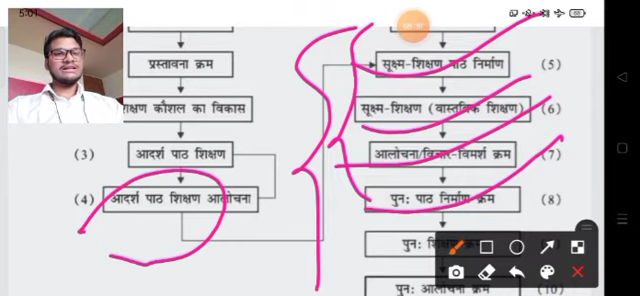 5:01
88
प्रस्तावना क्रम
शिक्षण कौशल का विकास
(3) आदर्श पाठ शिक्षण
(4) आदर्श पाठ शिक्षण आलोचना
सूक्ष्म-शिक्षण पाठ निर्माण (5)
सूक्ष्म-शिक्षण (वास्तविक शिक्षण) (6)
आलोचना/विचार-विमर्श क्रम (7)
पुन: पाठ निर्माण क्रम (8)
पुन:
पुन: आलोचना क्रम (10)